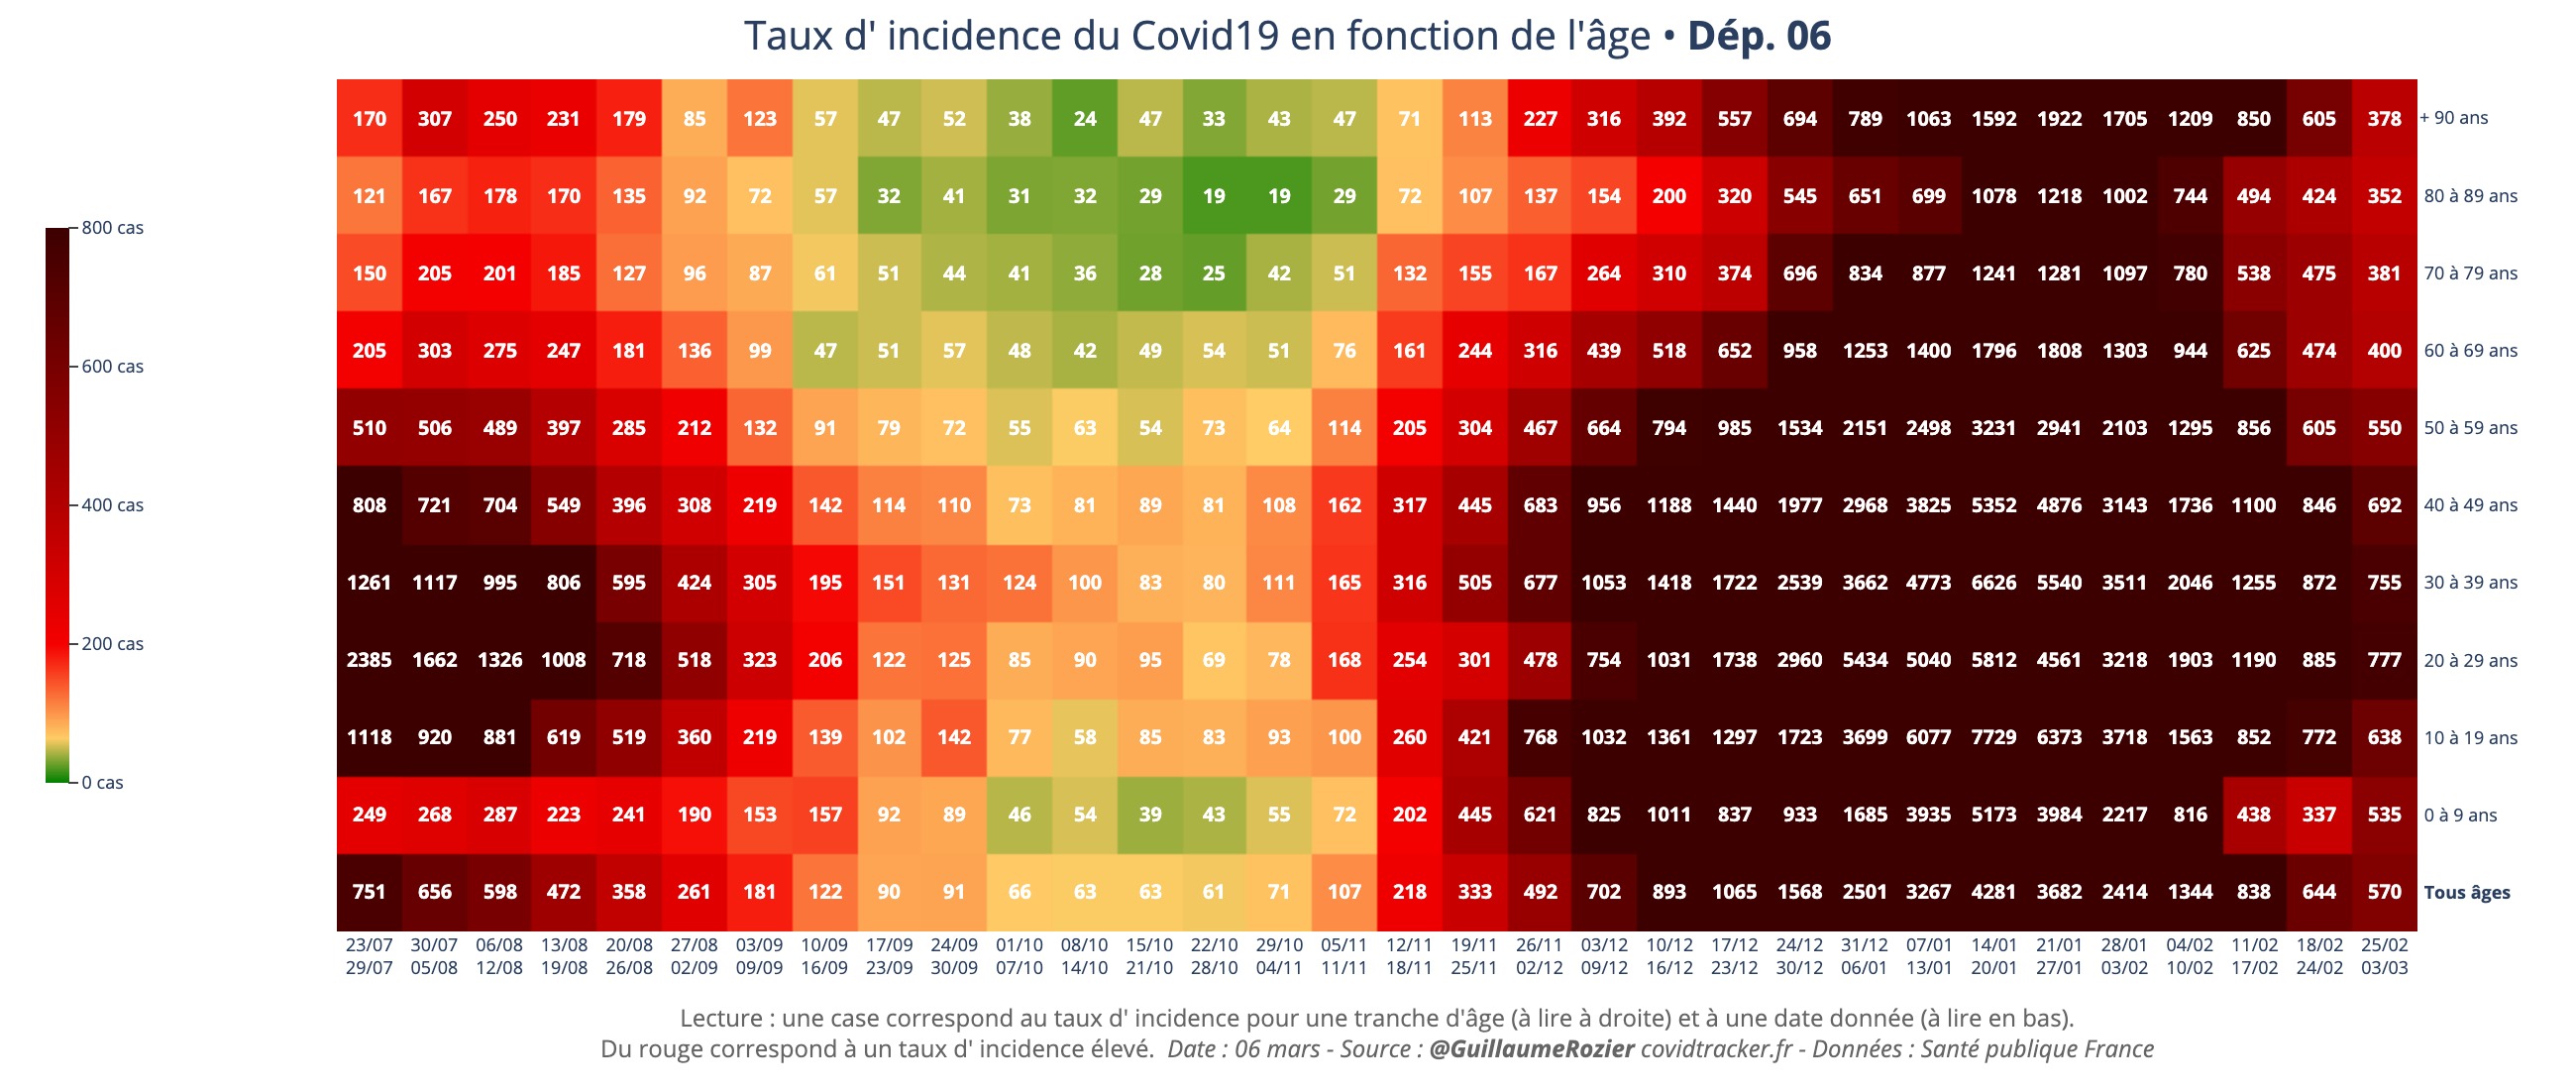 Taux d' incidence du Covid19 en fonction de l'âge • Dép. 06
170 307 250 231 179 85 123 57 47 52 38 24 47 33 43 47 71 113 227 316 392 557 694 789 1063 1592 1922 1705 1209 850 605 378 + 90 ans
121 167 178 170 135 92 72 57 32 41 31 32 29 19 19 29 72 107 137 154 200 320 545 651 699 1078 1218 1002 744 494 424 352 80 à 89 ans
800 cas
150 205 201 185 127 96 87 61 51 44 41 36 28 25 42 51 132 155 167 264 310 374 696 834 877 1241 1281 1097 780 538 475 381 70 à 79 ans
205 303 275 247 181 136 99 47 51 57 48 42 49 54 51 76 161 244 316 439 518 652 958 1253 1400 1796 1808 1303 944 625 474 400 60 à 69 ans
600 cas
510 506 489 397 285 212 132 91 79 72 55 63 54 73 64 114 205 304 467 664 794 985 1534 2151 2498 3231 2941 2103 1295 856 605 550 50 à 59 ans
400 cas
808 721 704 549 396 308 219 142 114 110 73 81 89 81 108 162 317 445 683 956 1188 1440 1977 2968 3825 5352 4876 3143 1736 1100 846 692 40 à 49 ans
1261 1117 995 806 595 424 305 195 151 131 124 100 83 80 111 165 316 505 677 1053 1418 1722 2539 3662 4773 6626 5540 3511 2046 1255 872 755 30 à 39 ans
200 cas
2385 1662 1326 1008 718 518 323 206 122 125 85 90 95 69 78 168 254 301 478 754 1031 1738 2960 5434 5040 5812 4561 3218 1903 1190 885 777 20 à 29 ans
1118 920 881 619 519 360 219 139 102 142 77 58 85 83 93 100 260 421 768 1032 1361 1297 1723 3699 6077 7729 6373 3718 1563 852 772 638 10 à 19 ans
0 cas
249 268 287 223 241 190 153 157 92 89 46 54 39 43 55 72 202 445 621 825 1011 837 933 1685 3935 5173 3984 2217 816 438 337 535 0 à 9 ans
751 656 598 472 358 261 181 122 90 91 66 63 63 61 71 107 218 333 492 702 893 1065 1568 2501 3267 4281 3682 2414 1344 838 644 570 Tous âges
23/07 30/07 06/08 13/08 20/08 27/08 03/09 10/09 17/09 24/09 01/10 08/10 15/10 22/10 29/10 05/11 12/11 19/11 26/11 03/12 10/12 17/12 24/12 31/12 07/01 14/01 21/01 28/01 04/02 11/02 18/02 25/02
29/07 05/08 12/08 19/08 26/08 02/09 09/09 16/09 23/09 30/09 07/10 14/10 21/10 28/10 04/11 11/11 18/11 25/11 02/12 09/12 16/12 23/12 30/12 06/01 13/01 20/01 27/01 03/02 10/02 17/02 24/02 03/03
Lecture : une case correspond au taux d' incidence pour une tranche d'âge (à lire à droite) et à une date donnée (à lire en bas).
Du rouge correspond à un taux d' incidence élevé. Date : 06 mars - Source : @GuillaumeRozier covidtracker.fr - Données : Santé publique France